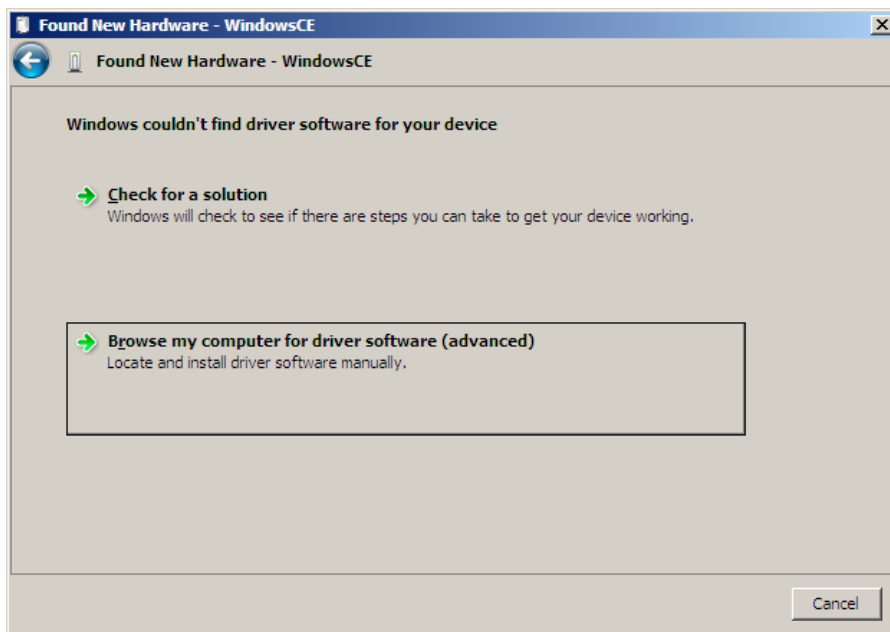 Found New Hardware - WindowsCE
Found New Hardware - WindowsCE
Windows couldn't find driver software for your device
Check for a solution
Windows will check to see if there are steps you can take to get your device working.
Browse my computer for driver software (advanced)
Locate and install driver software manually.
Cancel